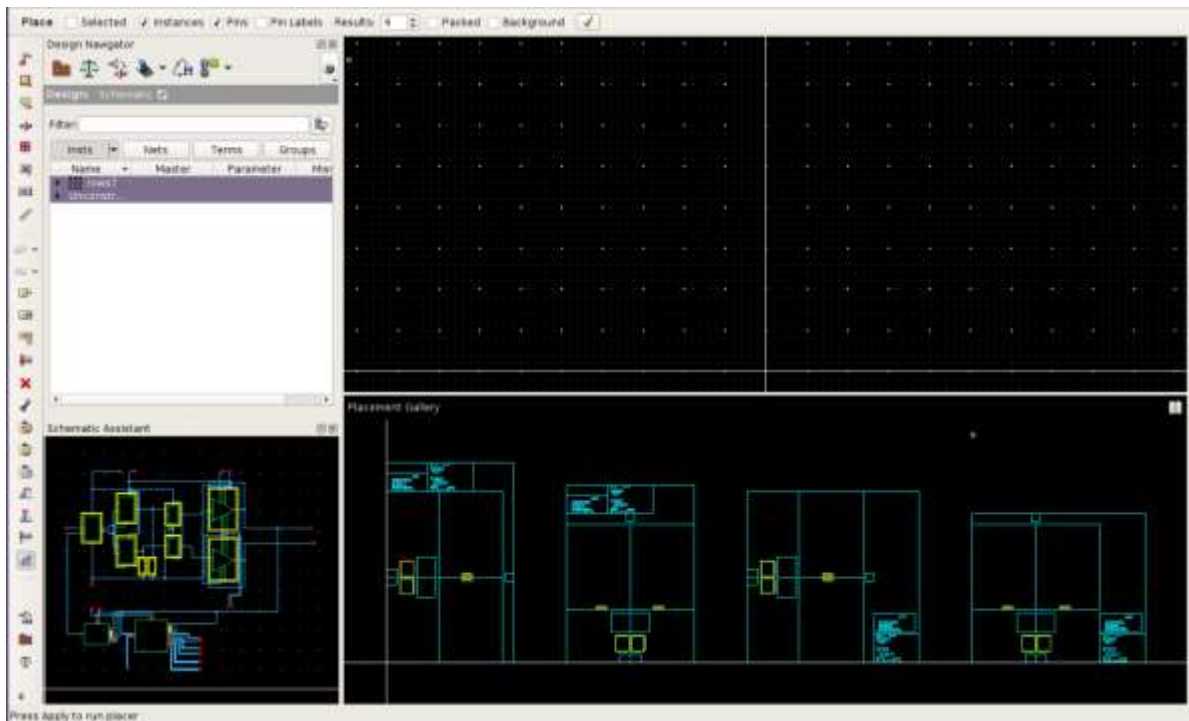 Place Selected Instances Pins Pin Labels Results: Packed Background
Design Navigator
Design: Schematic
Filter:
Insts Nets Terms Groups
Name Master Parameter
Unconstr...
Schematic Assistant
Placement Gallery
Press Apply to run placer